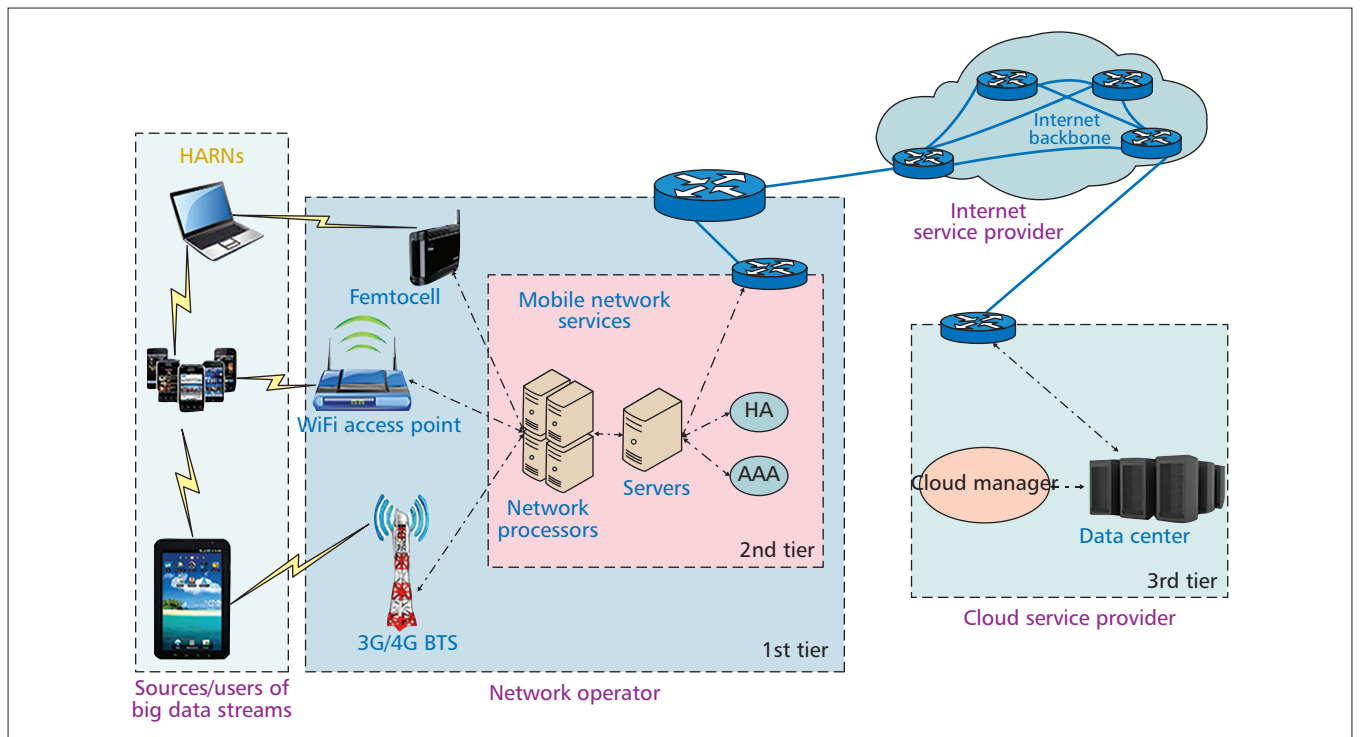 HARNs
Sources/users of
big data streams
Femtocell
WiFi access point
3G/4G BTS
Mobile network
services
Network
processors
Servers
HA
AAA
2nd tier
1st tier
Network operator
Internet
backbone
Internet
service provider
Cloud manager
Data center
3rd tier
Cloud service provider